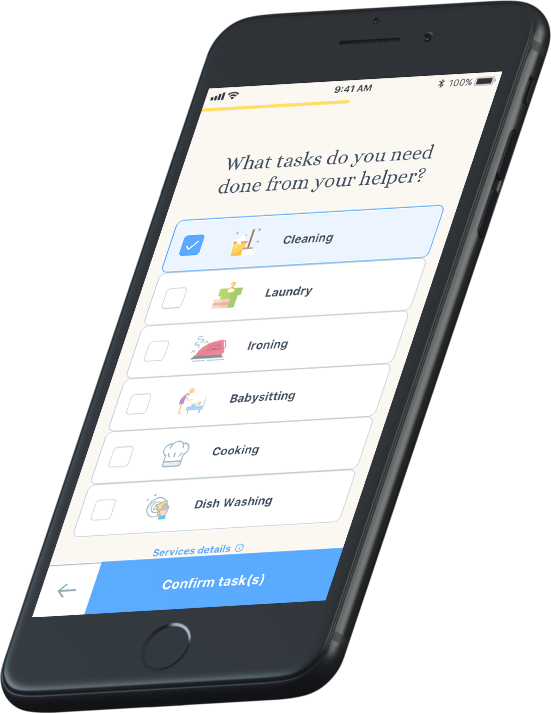 9:41 AM
100%
What tasks do you need
done from your helper?
Cleaning
Laundry
Ironing
Babysitting
Cooking
Dish Washing
Services details
Confirm task(s)